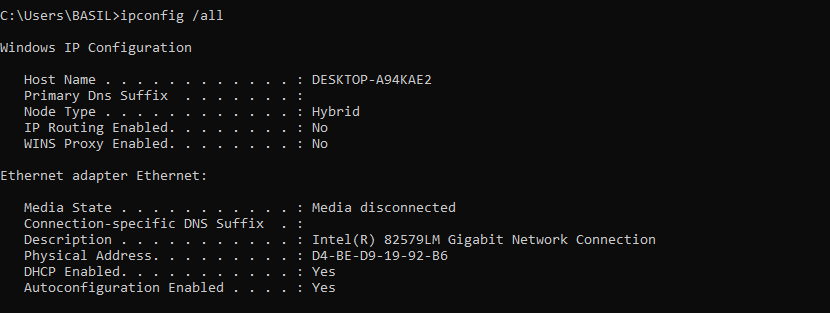 C:\Users\BASIL>ipconfig /all
Windows IP Configuration
Host Name . . . . . . . . . . . . : DESKTOP-A94KAE2
Primary Dns Suffix  . . . . . . . :
Node Type . . . . . . . . . . . . : Hybrid
IP Routing Enabled. . . . . . . . : No
WINS Proxy Enabled. . . . . . . . : No
Ethernet adapter Ethernet:
Media State . . . . . . . . . . . : Media disconnected
Connection-specific DNS Suffix  . :
Description . . . . . . . . . . . : Intel(R) 82579LM Gigabit Network Connection
Physical Address. . . . . . . . . : D4-BE-D9-19-92-B6
DHCP Enabled. . . . . . . . . . . : Yes
Autoconfiguration Enabled . . . . : Yes